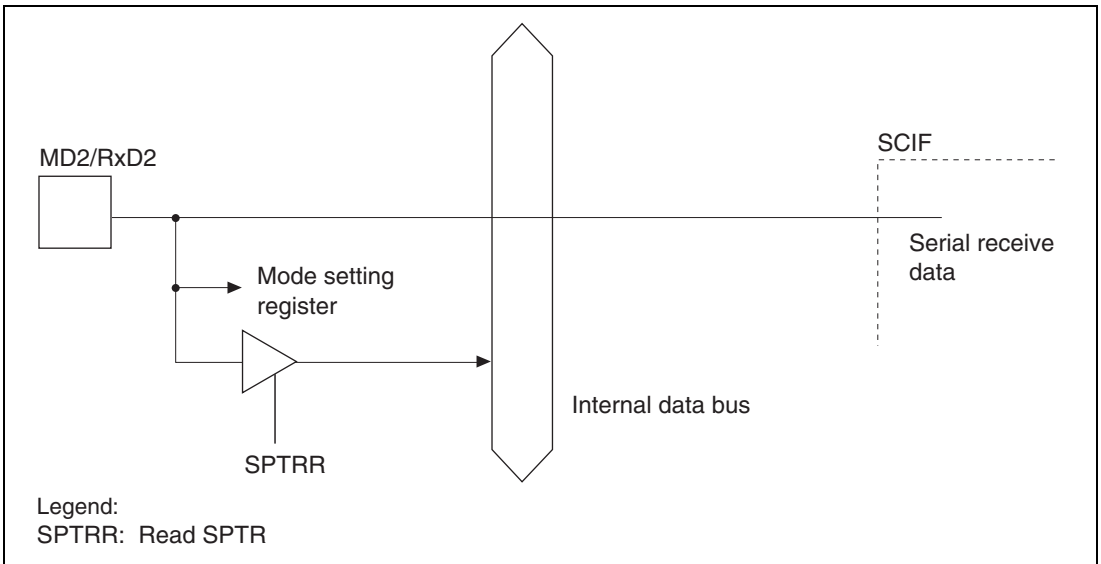 MD2/RxD2
SCIF
Serial receive
data
Mode setting
register
Internal data bus
SPTRR
Legend:
SPTRR: Read SPTR